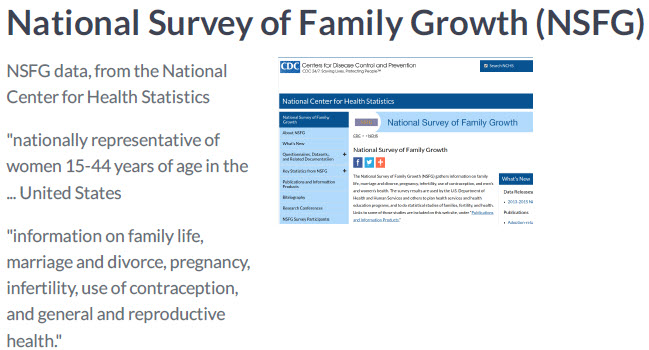 National Survey of Family Growth (NSFG)
NSFG data, from the National
Center for Health Statistics
"nationally representative of
women 15-44 years of age in the
... United States
"information on family life,
marriage and divorce, pregnancy,
infertility, use of contraception,
and general and reproductive
health."
CDC Centers for Disease Control and Prevention
CDC 24/7: Saving Lives, Protecting People™
Search NCHS
National Center for Health Statistics
National Survey of Family
Growth
About NSFG
What's New
Questionnaires, Datasets,
and Related Documentation +
Key Statistics from NSFG +
Publications and Information
Products
Bibliography
Research Conferences
NSFG Survey Participants
National Survey of Family Growth
CDC > NCHS
National Survey of Family Growth
The National Survey of Family Growth (NSFG) gathers information on family
life, marriage and divorce, pregnancy, infertility, use of contraception, and men's
and women's health. The survey results are used by the U.S. Department of
Health and Human Services and others to plan health services and health
education programs, and to do statistical studies of families, fertility, and health.
Links to some of those studies are included on this website, under "Publications
and Information Products."
What's New
Data Releases
Publications